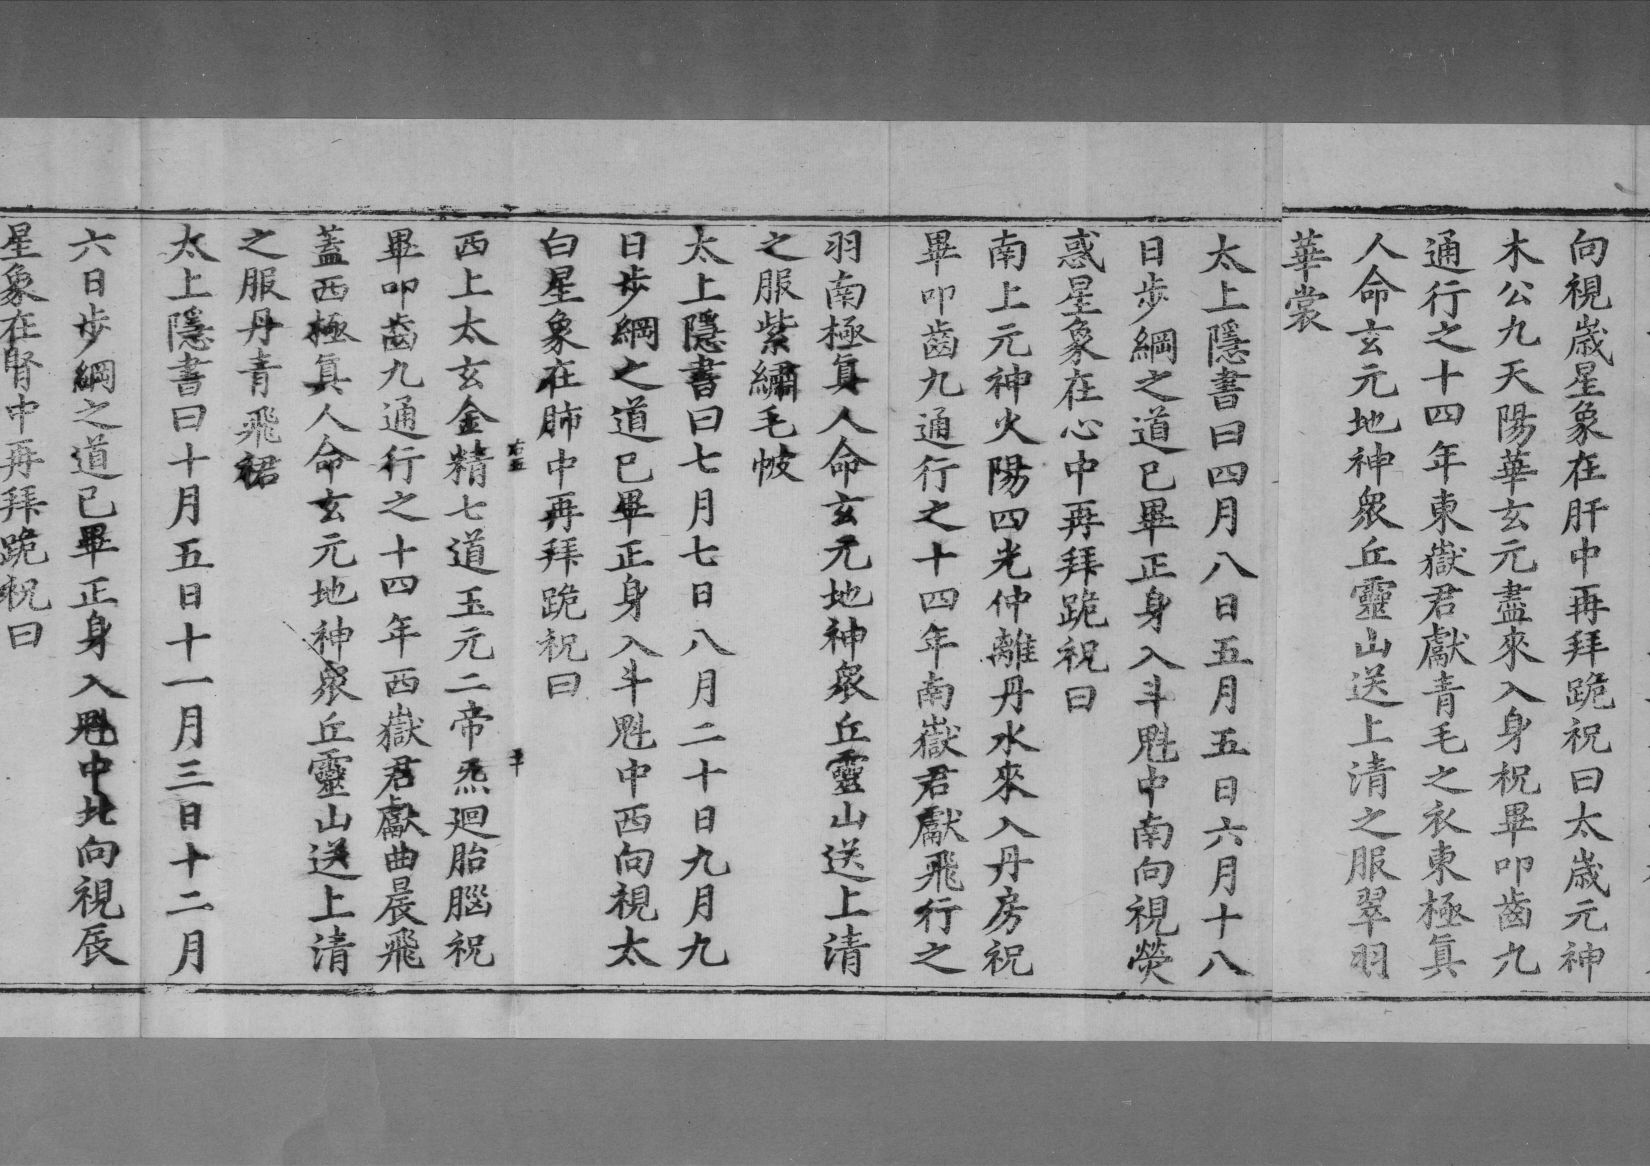 向視嵗星象在肝中再拜跪祝曰太嵗元神
木公九天陽華玄元盡來入身祝畢叩齒九
通行之十四年東嶽君獻青毛之衣東極真
人命玄元地神衆丘靈山送上清之服翠羽
華裳
太上隱書曰四月八日五月五日六月十八
日步綱之道已畢正身入斗魁中南向視熒
惑星象在心中再拜跪祝曰
南上元神火陽四光仲離丹水來入丹房祝
畢叩齒九通行之十四年南嶽君獻飛行之
羽南極真人命玄元地神衆丘靈山送上清
之服紫繡毛帔
太上隱書曰七月七日八月二十日九月九
日步綱之道已畢正身入斗魁中西向視太
白星象在肺中再拜跪祝曰
西上太玄金精七道玉元二帝炁廻胎腦祝
畢叩齒九通行之十四年西嶽君獻曲晨飛
蓋西極真人命玄元地神衆丘靈山送上清
之服丹青飛裙
太上隱書曰十月五日十一月三日十二月
六日步綱之道已畢正身入魁中北向視辰
星象在腎中再拜跪祝曰